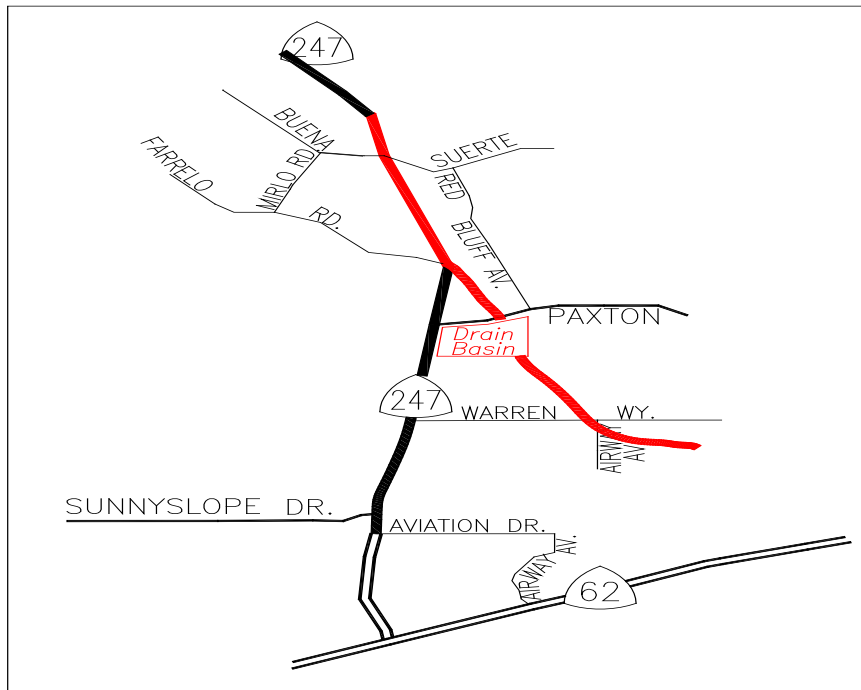 247
BUENA
SUERTE
FARRELO
RD.
MIRLO RD.
RED
BLUFF AV.
PAXTON
Drain
Basin
247
WARREN WY.
AIRWAY
AV.
SUNNYSLOPE DR.
AVIATION DR.
AIRWAY
AV.
62